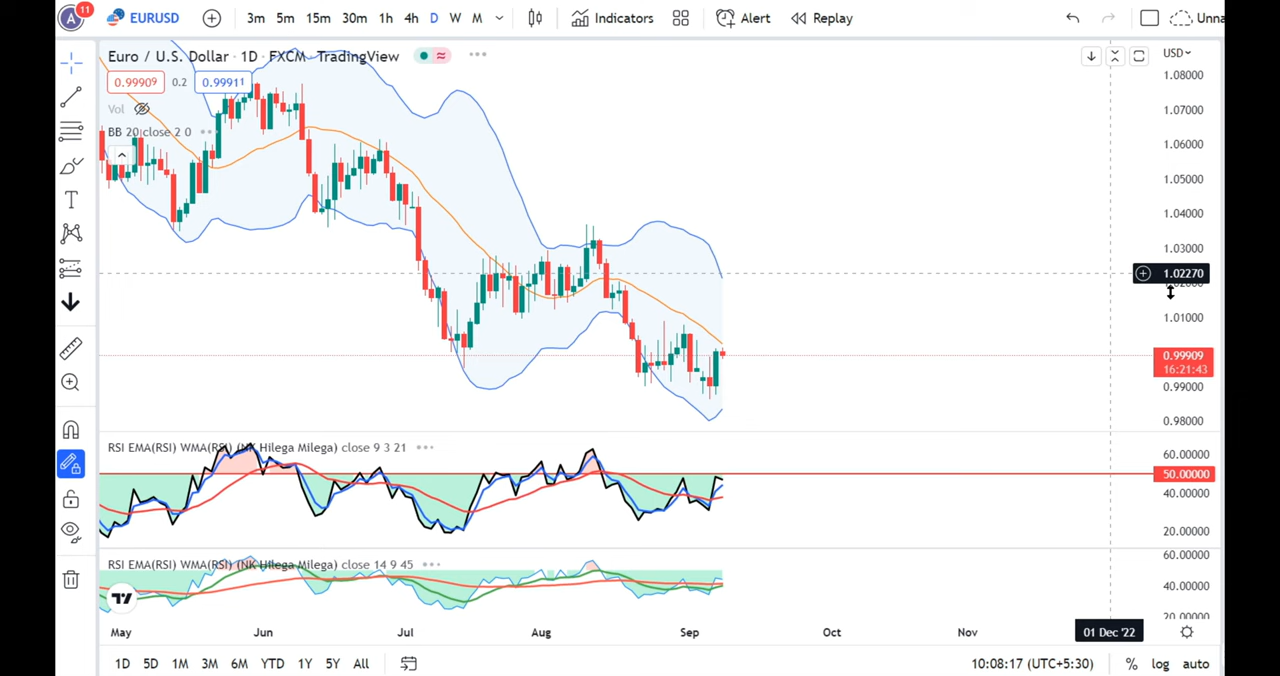 A 11 EURUSD 3m 5m 15m 30m 1h 4h D W M Indicators Alert Replay Unna
Euro / U.S. Dollar · 1D · FXCM · TradingView
0.99909 0.2 0.99911
Vol
BB 20 close 2 0
USD
1.08000
1.07000
1.06000
1.05000
1.04000
1.03000
1.02270
1.01000
0.99909
16:21:43
0.99000
0.98000
RSI EMA(RSI) WMA(RSI) (NK Hilega Milega) close 9 3 21
60.00000
50.00000
40.00000
20.00000
RSI EMA(RSI) WMA(RSI) (NK Hilega Milega) close 14 9 45
60.00000
40.00000
20.00000
May Jun Jul Aug Sep Oct Nov 01 Dec '22
1D 5D 1M 3M 6M YTD 1Y 5Y All 10:08:17 (UTC+5:30) % log auto